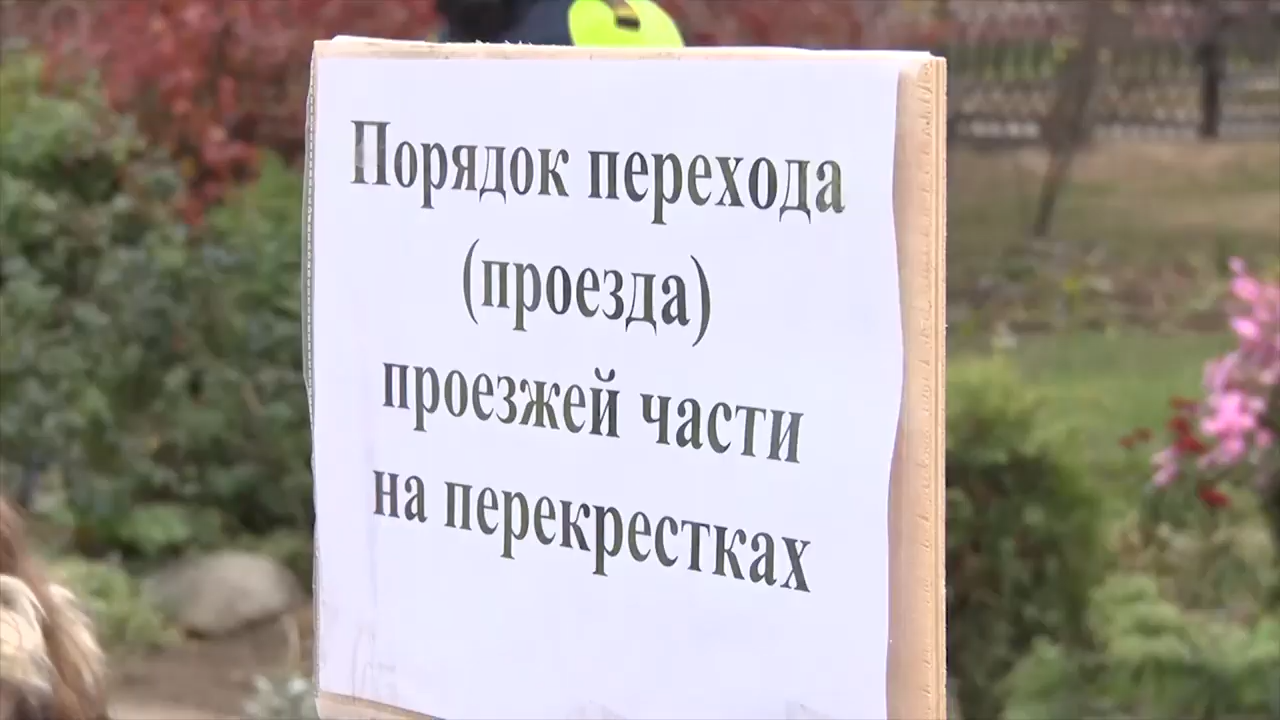 Порядок перехода
(проезда)
проезжей части
на перекрестках